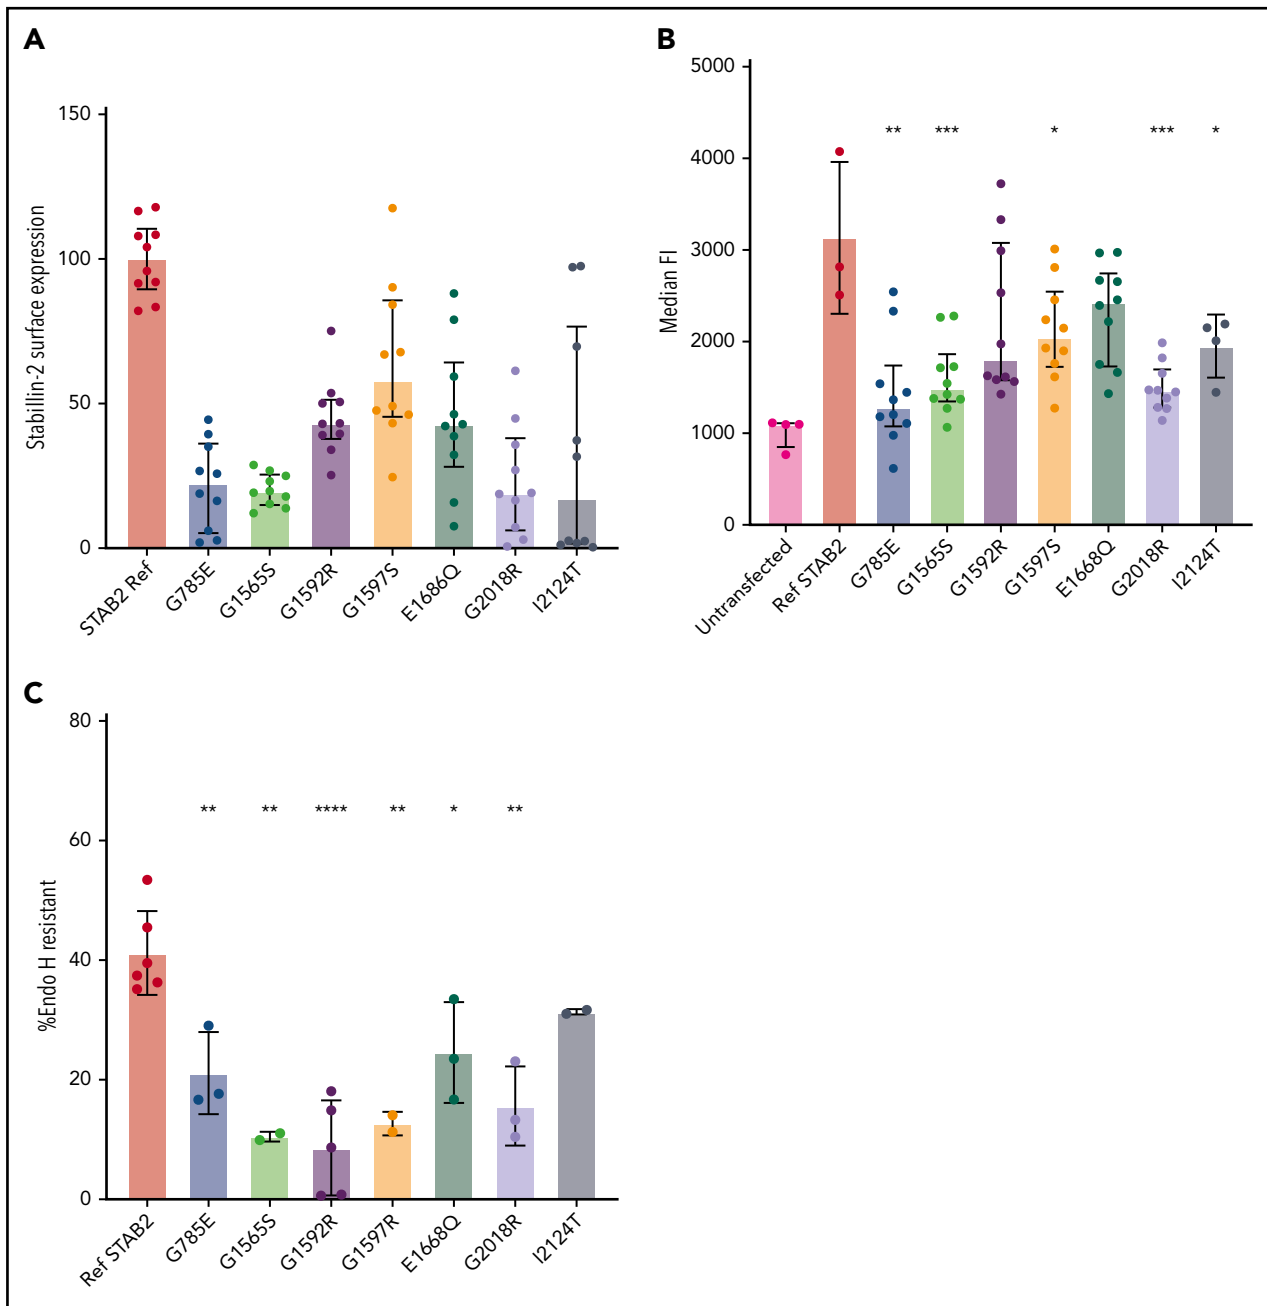 A
Stabillin-2 surface expression
150
100
50
0
STAB2 Ref
G785E
G1565S
G1592R
G1597S
E1686Q
G2018R
I2124T
B
Median FI
5000
4000
3000
2000
1000
0
** *** * *** *
Untransfected
Ref STAB2
G785E
G1565S
G1592R
G1597S
E1668Q
G2018R
I2124T
C
%Endo H resistant
80
60
40
20
0
** ** **** ** * **
Ref STAB2
G785E
G1565S
G1592R
G1597R
E1668Q
G2018R
I2124T